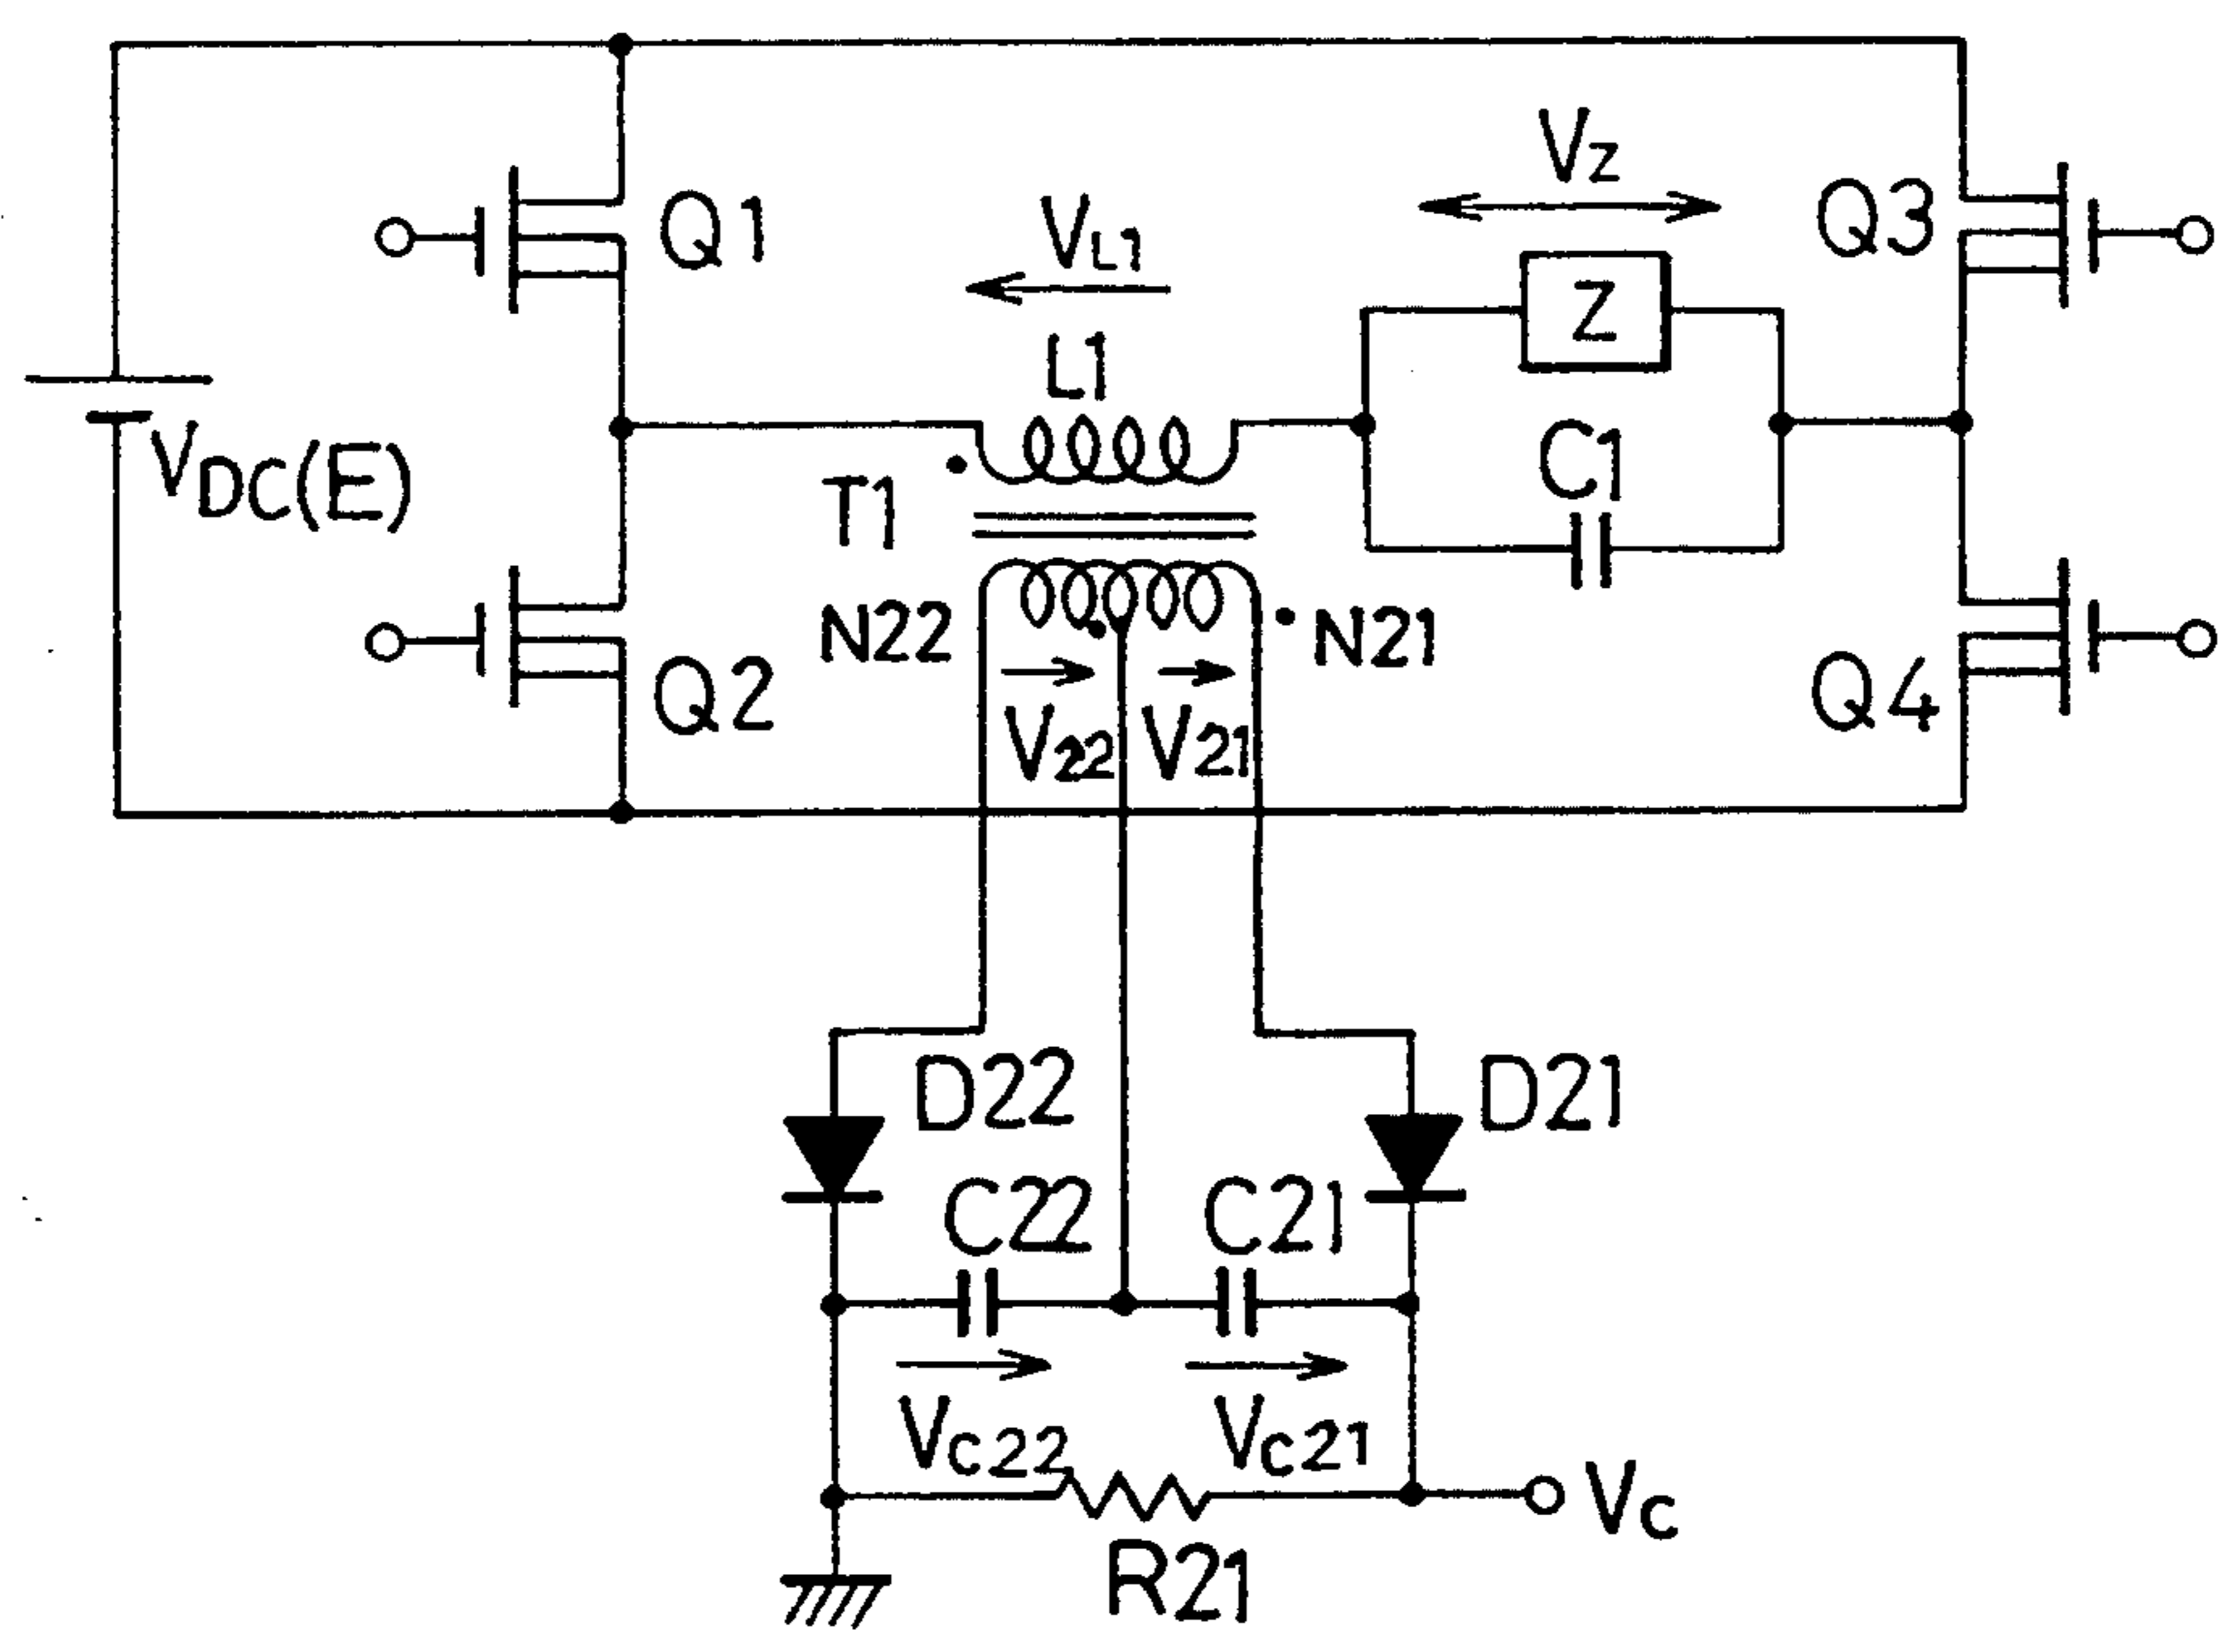 VZ
Q1
Q3
VL1
Z
L1
C1
VDC(E)
T1
N22
N21
Q2
Q4
V22
V21
D22
D21
C22
C21
VC22
VC21
VC
R21